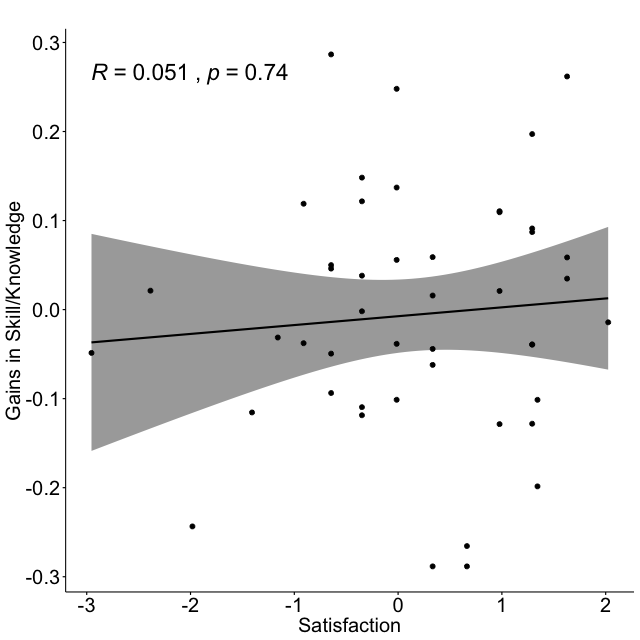 R = 0.051 , p = 0.74
0.3
0.2
0.1
0.0
-0.1
-0.2
-0.3
Gains in Skill/Knowledge
-3 -2 -1 0 1 2
Satisfaction